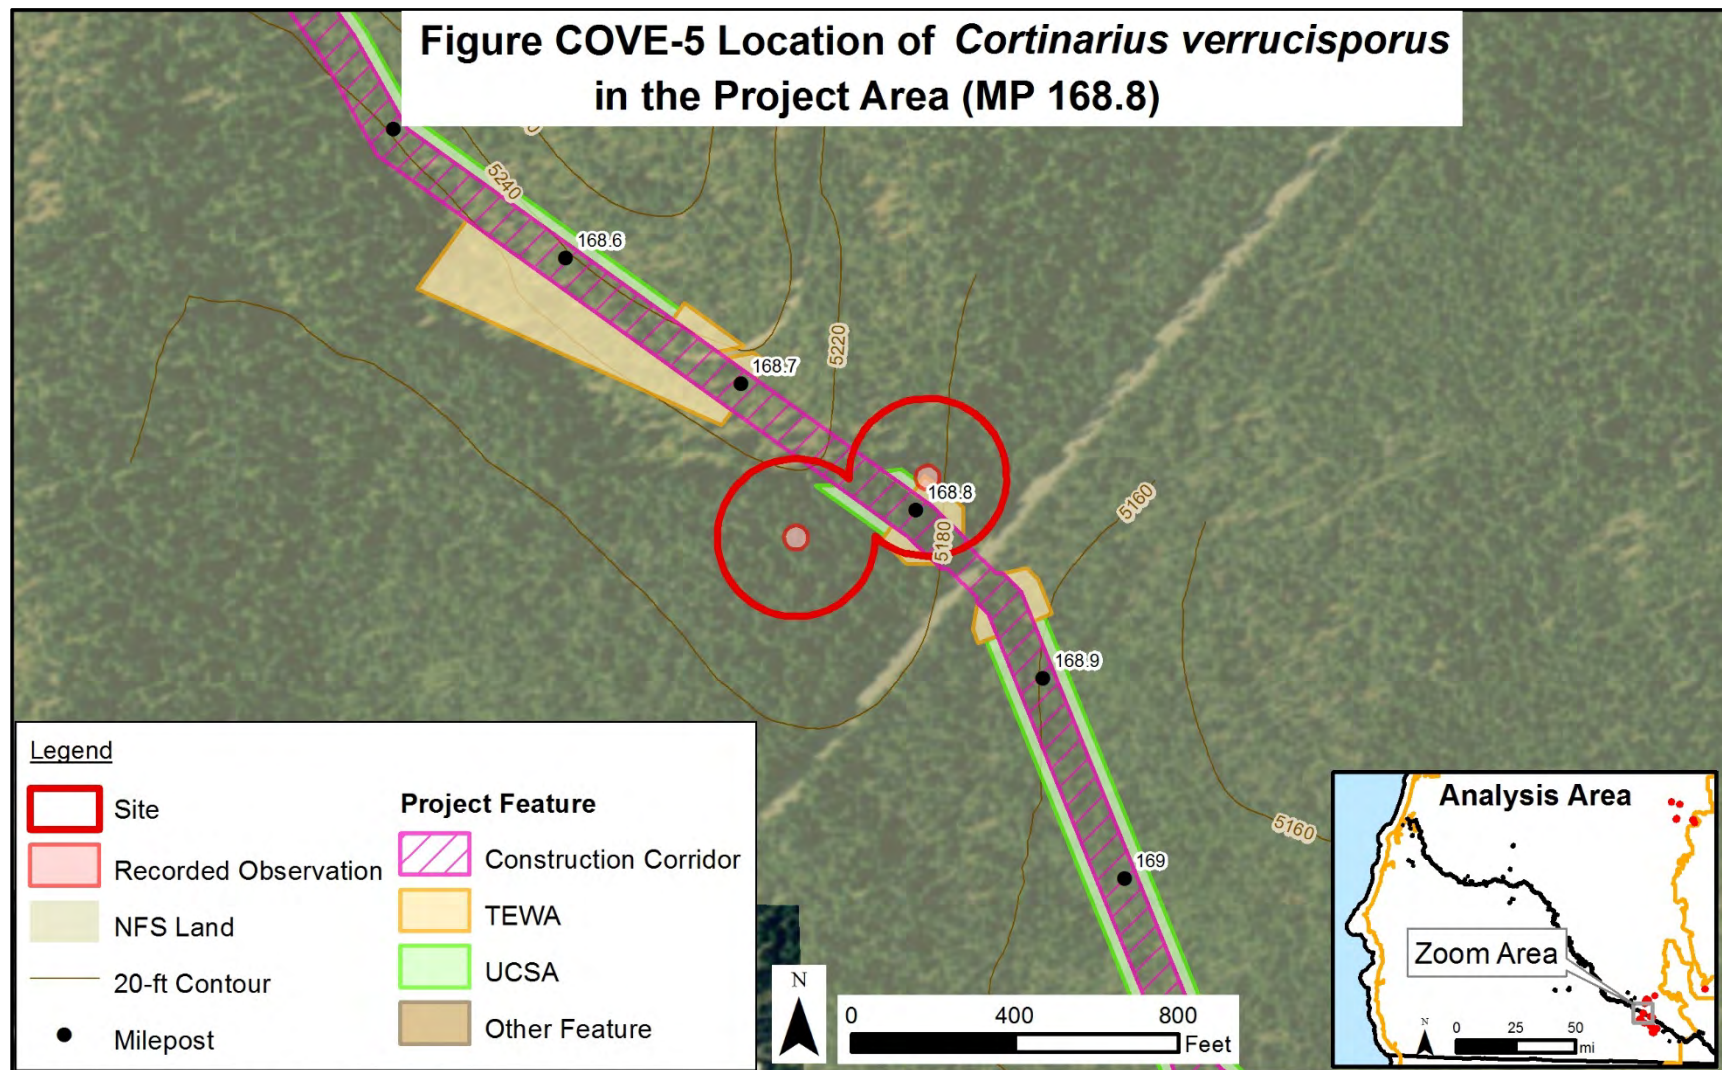 Figure COVE-5 Location of Cortinarius verrucisporus
in the Project Area (MP 168.8)
5240
168.6
5220
168.7
168.8
5180
5160
168.9
5160
169
Legend
Site
Recorded Observation
NFS Land
20-ft Contour
Milepost
Project Feature
Construction Corridor
TEWA
UCSA
Other Feature
N
0 400 800
Feet
Analysis Area
Zoom Area
N
0 25 50
mi